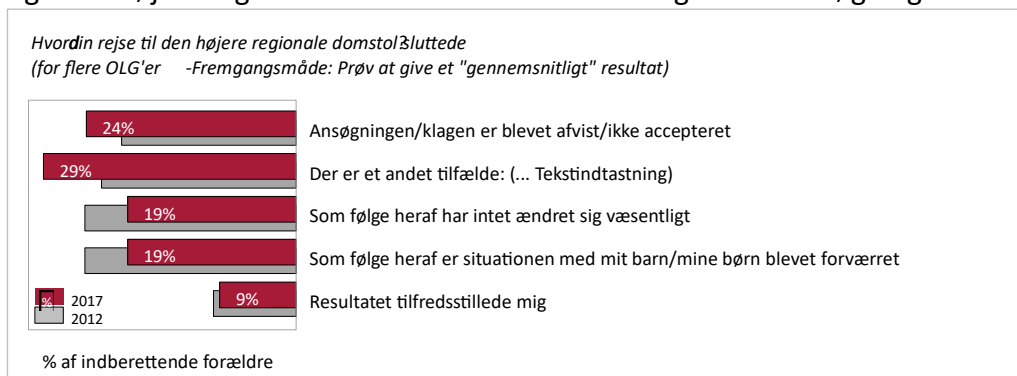 Hvordin rejse til den højere regionale domstol sluttede
(for flere OLG'er -Fremgangsmåde: Prøv at give et "gennemsnitligt" resultat)
24% Ansøgningen/klagen er blevet afvist/ikke accepteret
29% Der er et andet tilfælde: (... Tekstindtastning)
19% Som følge heraf har intet ændret sig væsentligt
19% Som følge heraf er situationen med mit barn/mine børn blevet forværret
9% Resultatet tilfredsstillede mig
% 2017
2012
% af indberettende forældre